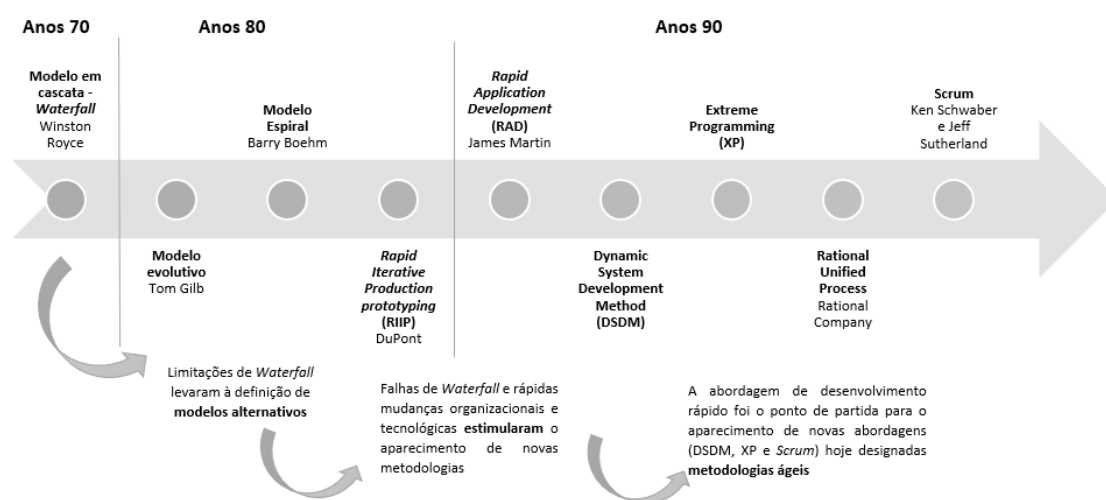 Anos 70
Anos 80
Anos 90
Modelo em
cascata -
Waterfall
Winston
Royce
Modelo
Espiral
Barry Boehm
Rapid
Application
Development
(RAD)
James Martin
Extreme
Programming
(XP)
Scrum
Ken Schwaber
e Jeff
Sutherland
Modelo
evolutivo
Tom Gilb
Rapid
Iterative
Production
prototyping
(RIIP)
DuPont
Dynamic
System
Development
Method
(DSDM)
Rational
Unified
Process
Rational
Company
Limitações de Waterfall
levaram à definição de
modelos alternativos
Falhas de Waterfall e rápidas
mudanças organizacionais e
tecnológicas estimularam o
aparecimento de novas
metodologias
A abordagem de desenvolvimento
rápido foi o ponto de partida para o
aparecimento de novas abordagens
(DSDM, XP e Scrum) hoje designadas
metodologias ágeis